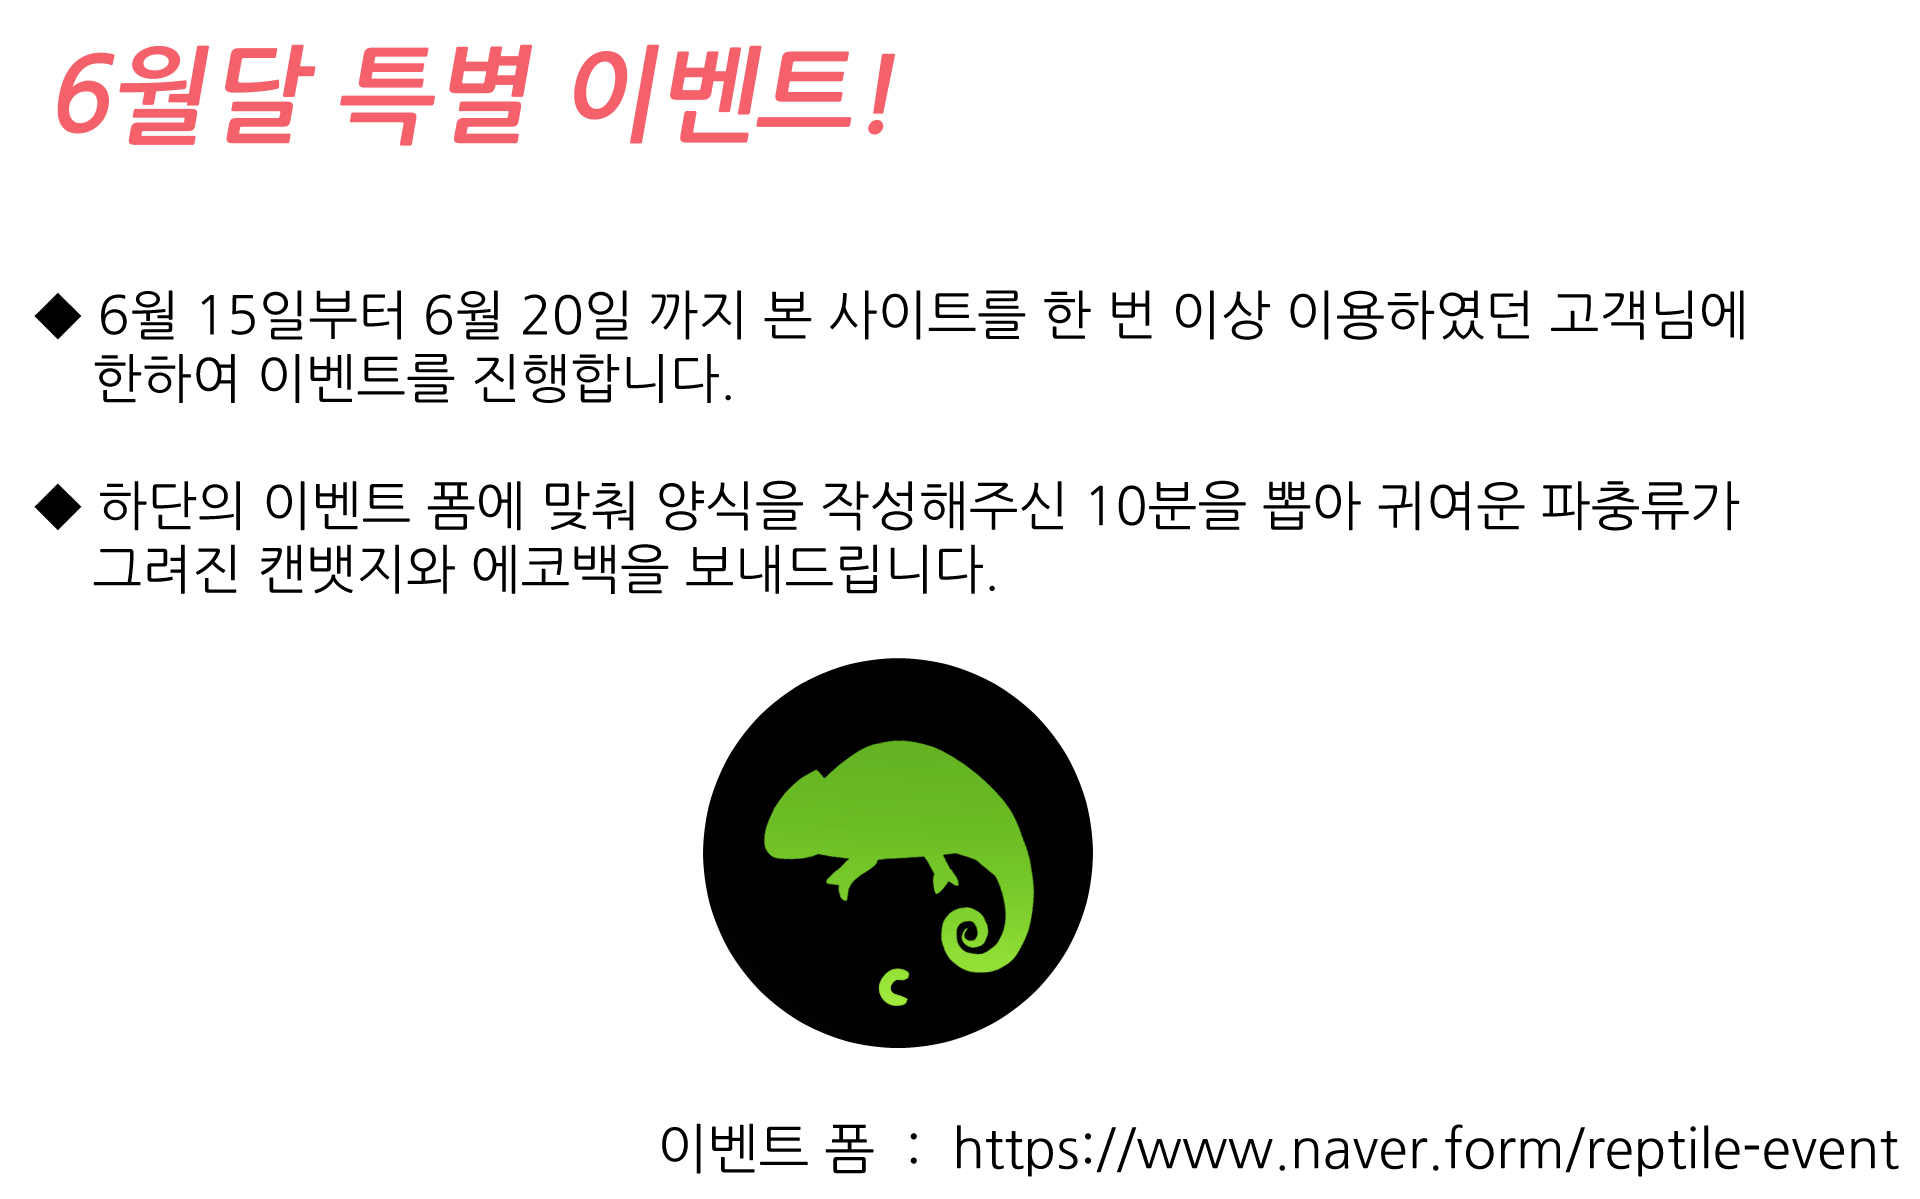 6월달 특별 이벤트!
◆ 6월 15일부터 6월 20일 까지 본 사이트를 한 번 이상 이용하였던 고객님에
한하여 이벤트를 진행합니다.
◆ 하단의 이벤트 폼에 맞춰 양식을 작성해주신 10분을 뽑아 귀여운 파충류가
그려진 캔뱃지와 에코백을 보내드립니다.
이벤트 폼 : https://www.naver.form/reptile-event